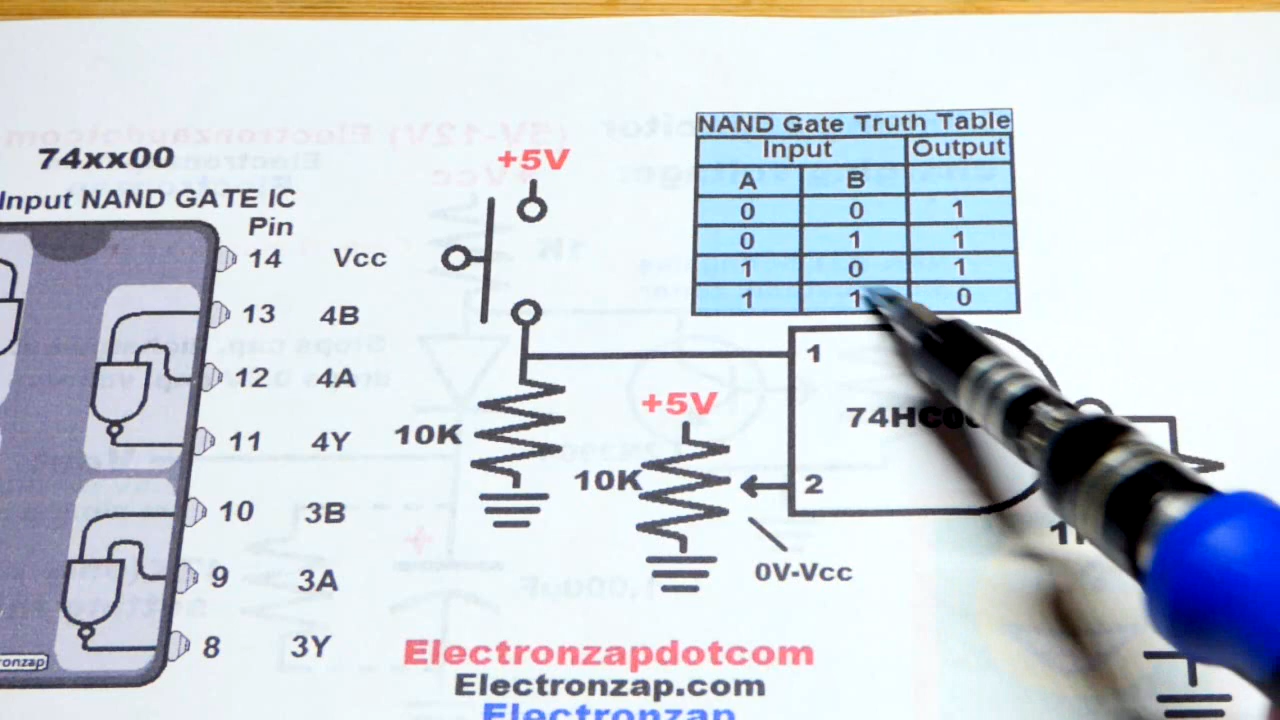 74xx00
Input NAND GATE IC
Pin
14 Vcc
13 4B
12 4A
11 4Y
10 3B
9 3A
8 3Y
onzap
+5V
10K
+5V
10K
0V-Vcc
NAND Gate Truth Table
Input Output
A B
0 0 1
0 1 1
1 0 1
1 1 0
1
2
74HC0
Electronzapdotcom
Electronzap.com
Electronzap